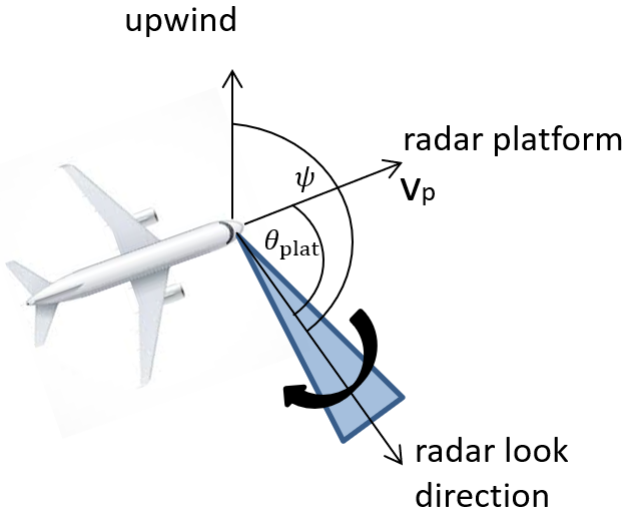 upwind
radar platform
vp
ψ
θplat
radar look
direction